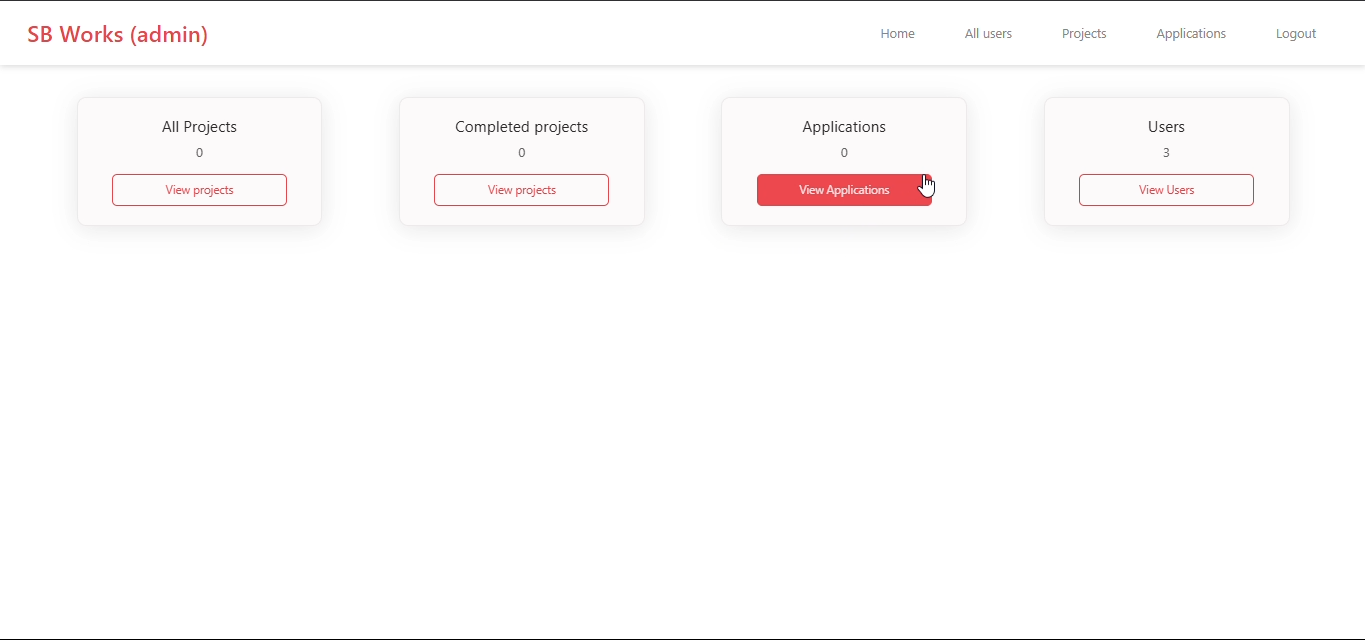 SB Works (admin)
Home
All users
Projects
Applications
Logout
All Projects
0
View projects
Completed projects
0
View projects
Applications
0
View Applications
Users
3
View Users